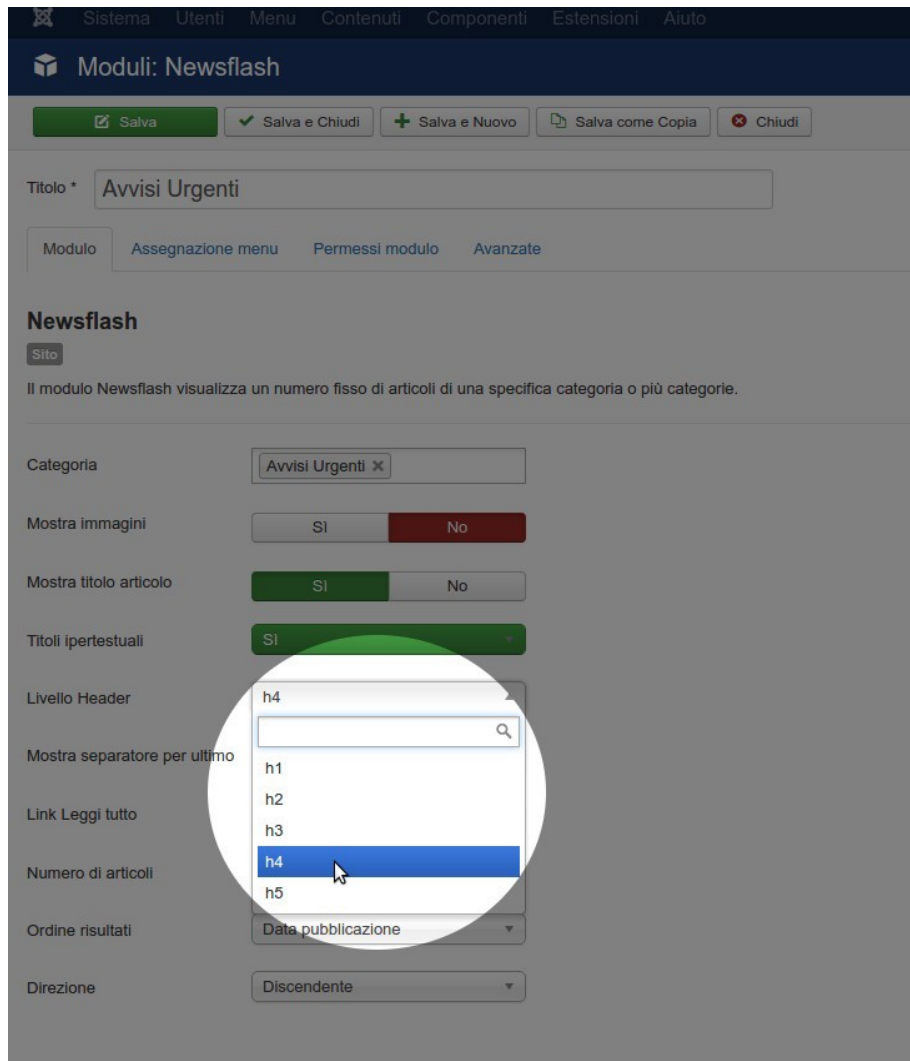 Sistema Utenti Menu Contenuti Componenti Estensioni Aiuto
Moduli: Newsflash
Salva Salva e Chiudi Salva e Nuovo Salva come Copia Chiudi
Titolo * Avvisi Urgenti
Modulo Assegnazione menu Permessi modulo Avanzate
Newsflash
Sito
Il modulo Newsflash visualizza un numero fisso di articoli di una specifica categoria o più categorie.
Categoria Avvisi Urgenti
Mostra immagini Sì No
Mostra titolo articolo Sì No
Titoli ipertestuali Sì
Livello Header h4
Mostra separatore per ultimo
h1
h2
Link Leggi tutto
h3
h4
Numero di articoli
h5
Ordine risultati Data pubblicazione
Direzione Discendente